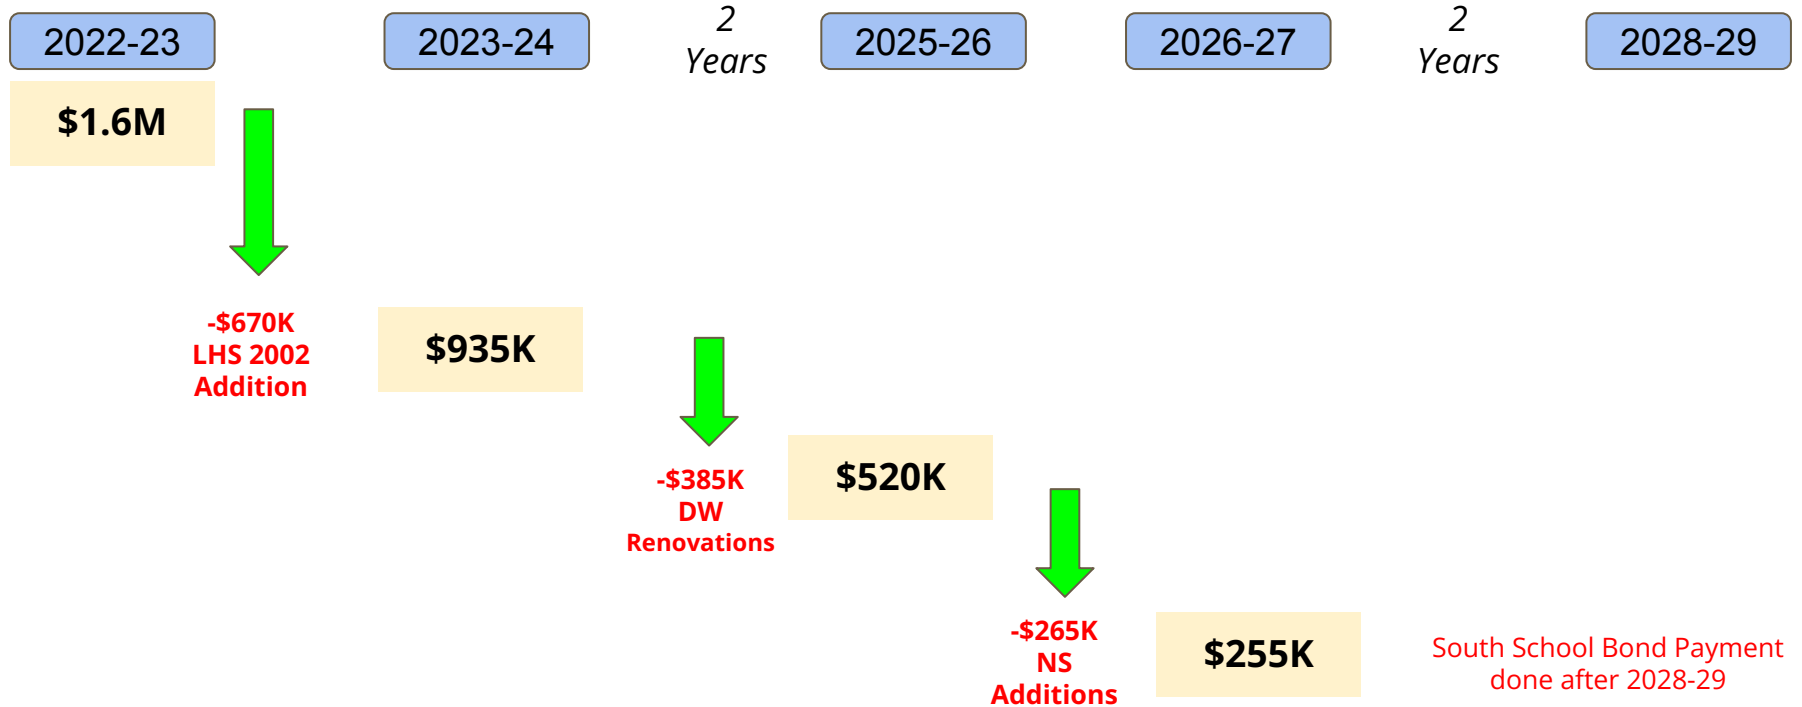 2022-23
2023-24
2
Years
2025-26
2026-27
2
Years
2028-29
$1.6M
-$670K
LHS 2002
Addition
$935K
-$385K
DW
Renovations
$520K
-$265K
NS
Additions
$255K
South School Bond Payment
done after 2028-29